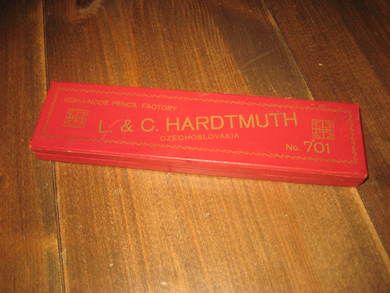 KOH-I-NOOR PENCIL FACTORY
L. & C. HARDTMUTH
CZECHOSLOVAKIA
No. 701